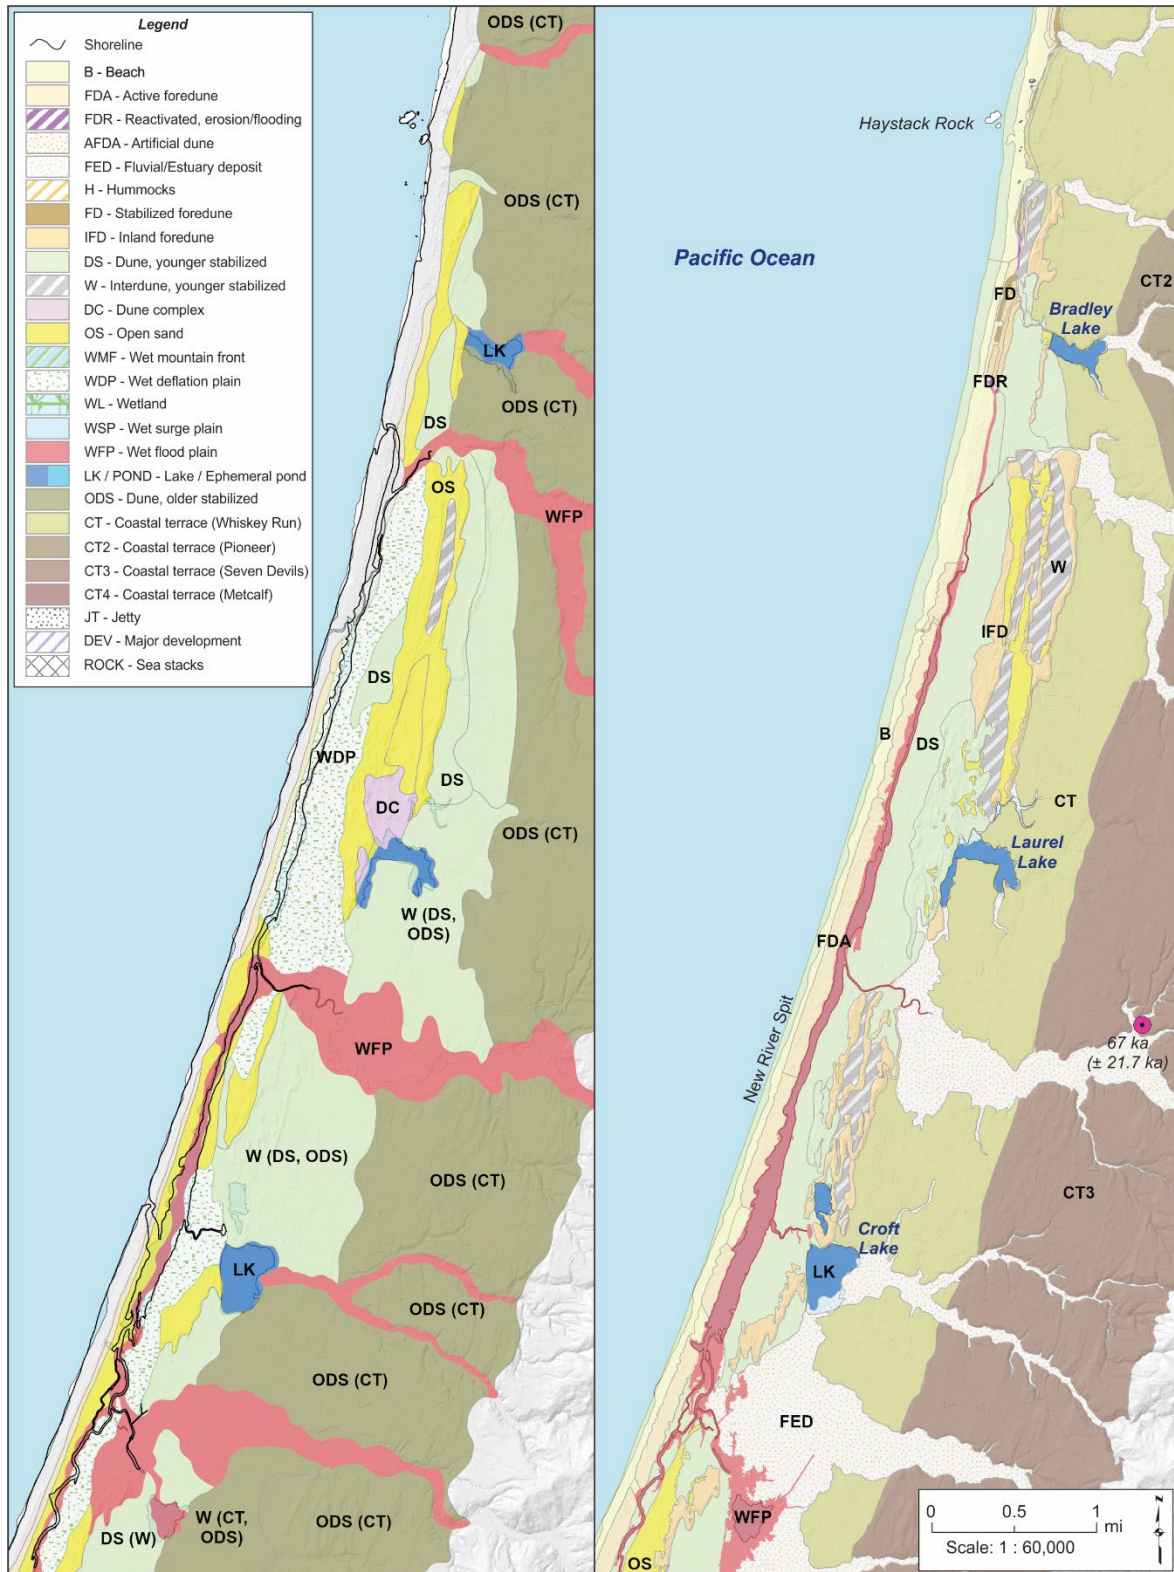 Legend
Shoreline
B - Beach
FDA - Active foredune
FDR - Reactivated, erosion/flooding
AFDA - Artificial dune
FED - Fluvial/Estuary deposit
H - Hummocks
FD - Stabilized foredune
IFD - Inland foredune
DS - Dune, younger stabilized
W - Interdune, younger stabilized
DC - Dune complex
OS - Open sand
WMF - Wet mountain front
WDP - Wet deflation plain
WL - Wetland
WSP - Wet surge plain
WFP - Wet flood plain
LK / POND - Lake / Ephemeral pond
ODS - Dune, older stabilized
CT - Coastal terrace (Whiskey Run)
CT2 - Coastal terrace (Pioneer)
CT3 - Coastal terrace (Seven Devils)
CT4 - Coastal terrace (Metcalf)
JT - Jetty
DEV - Major development
ROCK - Sea stacks
ODS (CT)
ODS (CT)
LK
ODS (CT)
DS
OS
WFP
DS
WDP
DS
DC
ODS (CT)
W (DS,
ODS)
WFP
W (DS, ODS)
ODS (CT)
LK
ODS (CT)
ODS (CT)
W (CT,
ODS)
ODS (CT)
DS (W)
Haystack Rock
Pacific Ocean
CT2
FD
Bradley
Lake
FDR
W
IFD
B
DS
CT
Laurel
Lake
FDA
New River Spit
67 ka
(± 21.7 ka)
CT3
Croft
Lake
LK
FED
WFP
OS
0 0.5 1
mi
Scale: 1 : 60,000
N